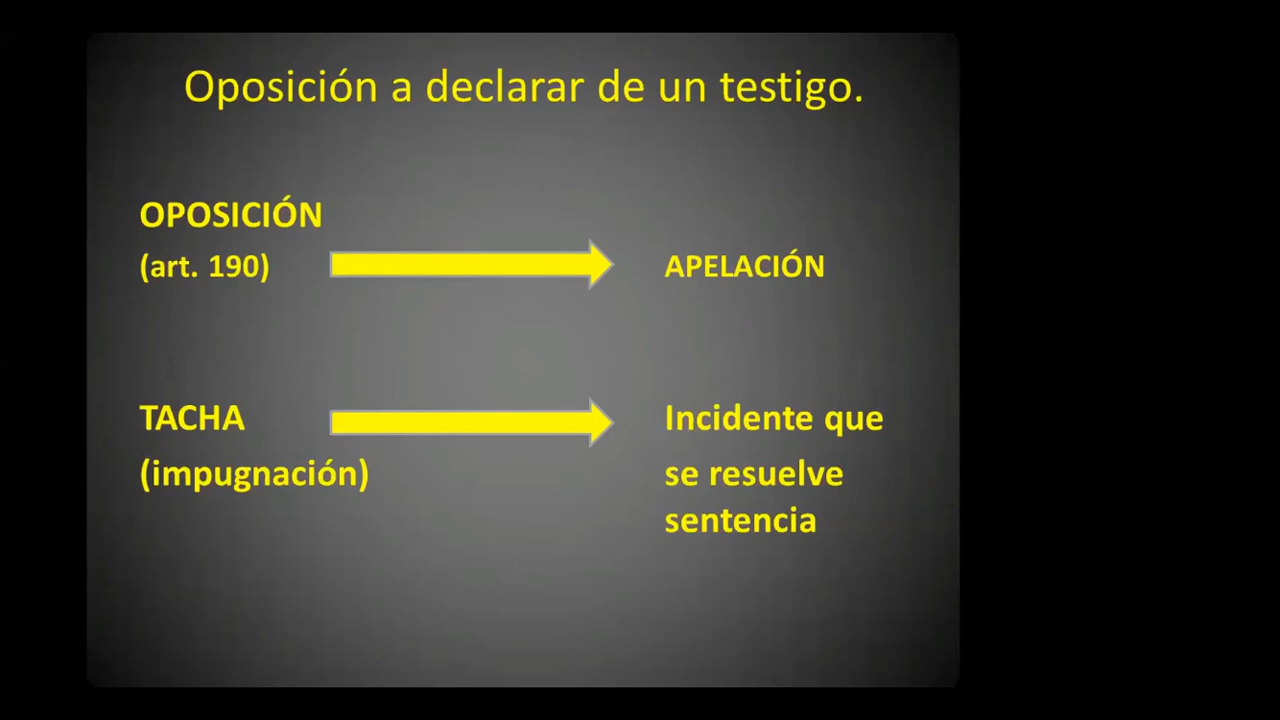 Oposición a declarar de un testigo.
OPOSICIÓN
(art. 190)
APELACIÓN
TACHA
(impugnación)
Incidente que
se resuelve
sentencia